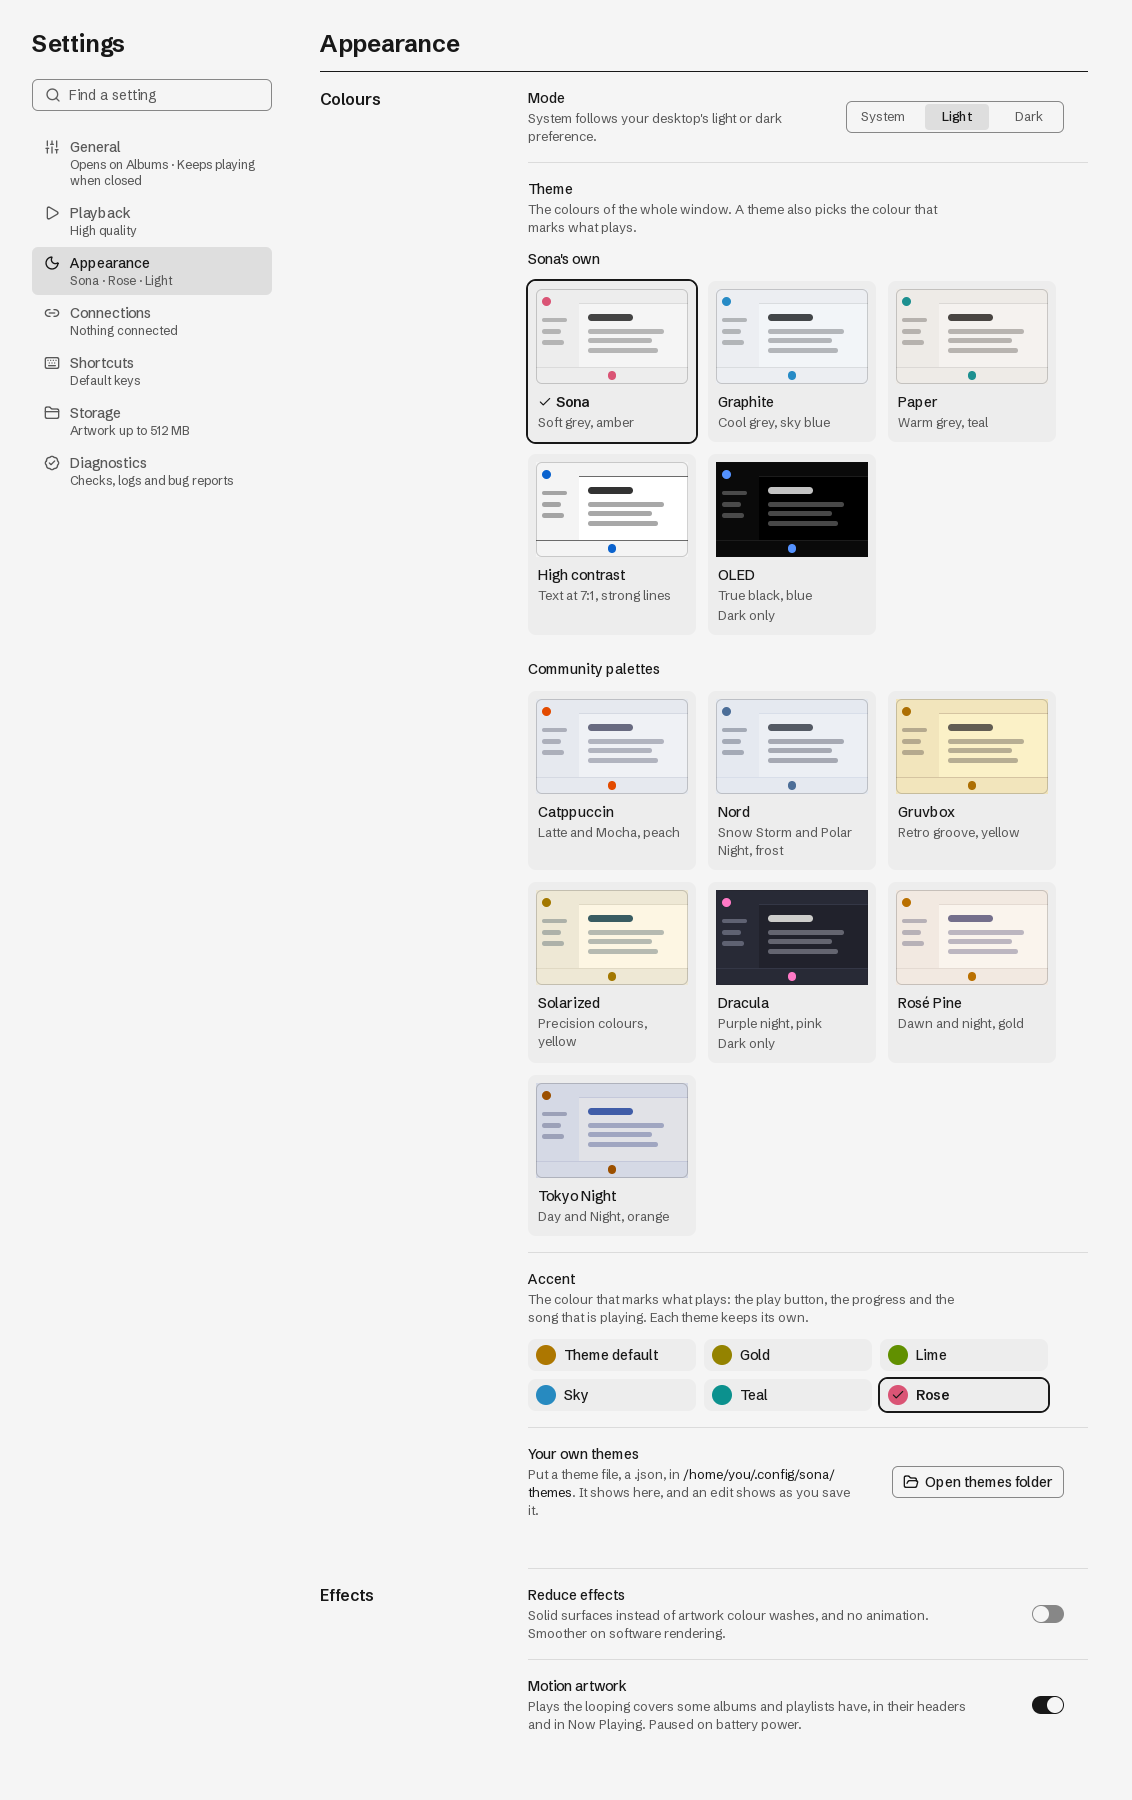 Settings
Find a setting
General
Opens on Albums · Keeps playing
when closed
Playback
High quality
Appearance
Sona · Rose · Light
Connections
Nothing connected
Shortcuts
Default keys
Storage
Artwork up to 512 MB
Diagnostics
Checks, logs and bug reports
Appearance
Colours
Mode
System follows your desktop's light or dark
preference.
System
Light
Dark
Theme
The colours of the whole window. A theme also picks the colour that
marks what plays.
Sona's own
Sona
Soft grey, amber
Graphite
Cool grey, sky blue
Paper
Warm grey, teal
High contrast
Text at 7:1, strong lines
OLED
True black, blue
Dark only
Community palettes
Catppuccin
Latte and Mocha, peach
Nord
Snow Storm and Polar
Night, frost
Gruvbox
Retro groove, yellow
Solarized
Precision colours,
yellow
Dracula
Purple night, pink
Dark only
Rosé Pine
Dawn and night, gold
Tokyo Night
Day and Night, orange
Accent
The colour that marks what plays: the play button, the progress and the
song that is playing. Each theme keeps its own.
Theme default
Gold
Lime
Sky
Teal
Rose
Your own themes
Put a theme file, a .json, in /home/you/.config/sona/
themes. It shows here, and an edit shows as you save
it.
Open themes folder
Effects
Reduce effects
Solid surfaces instead of artwork colour washes, and no animation.
Smoother on software rendering.
Motion artwork
Plays the looping covers some albums and playlists have, in their headers
and in Now Playing. Paused on battery power.